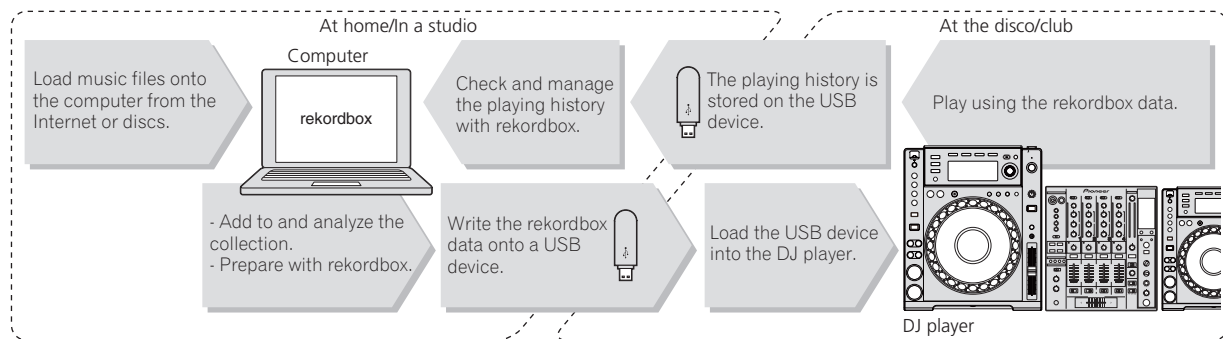 At home/In a studio
At the disco/club
Computer
Load music files onto
the computer from the
Internet or discs.
rekordbox
Check and manage
the playing history
with rekordbox.
The playing history is
stored on the USB
device.
Play using the rekordbox data.
- Add to and analyze the
collection.
- Prepare with rekordbox.
Write the rekordbox
data onto a USB
device.
Load the USB device
into the DJ player.
Pioneer
DJ player